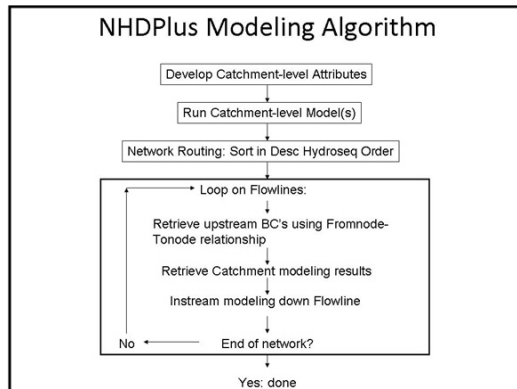 NHDPlus Modeling Algorithm
Develop Catchment-level Attributes
Run Catchment-level Model(s)
Network Routing: Sort in Desc Hydroseq Order
Loop on Flowlines:
Retrieve upstream BC's using Fromnode-
Tonode relationship
Retrieve Catchment modeling results
Instream modeling down Flowline
No
End of network?
Yes: done